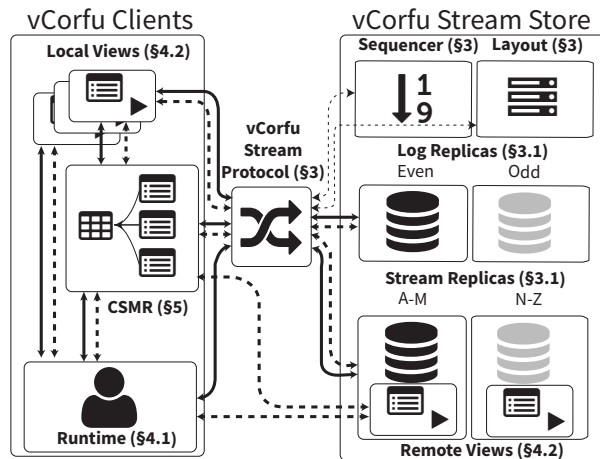 vCorfu Clients
Local Views (§4.2)
CSMR (§5)
Runtime (§4.1)
vCorfu
Stream
Protocol (§3)
vCorfu Stream Store
Sequencer (§3)
Layout (§3)
1
9
Log Replicas (§3.1)
Even
Odd
Stream Replicas (§3.1)
A-M
N-Z
Remote Views (§4.2)